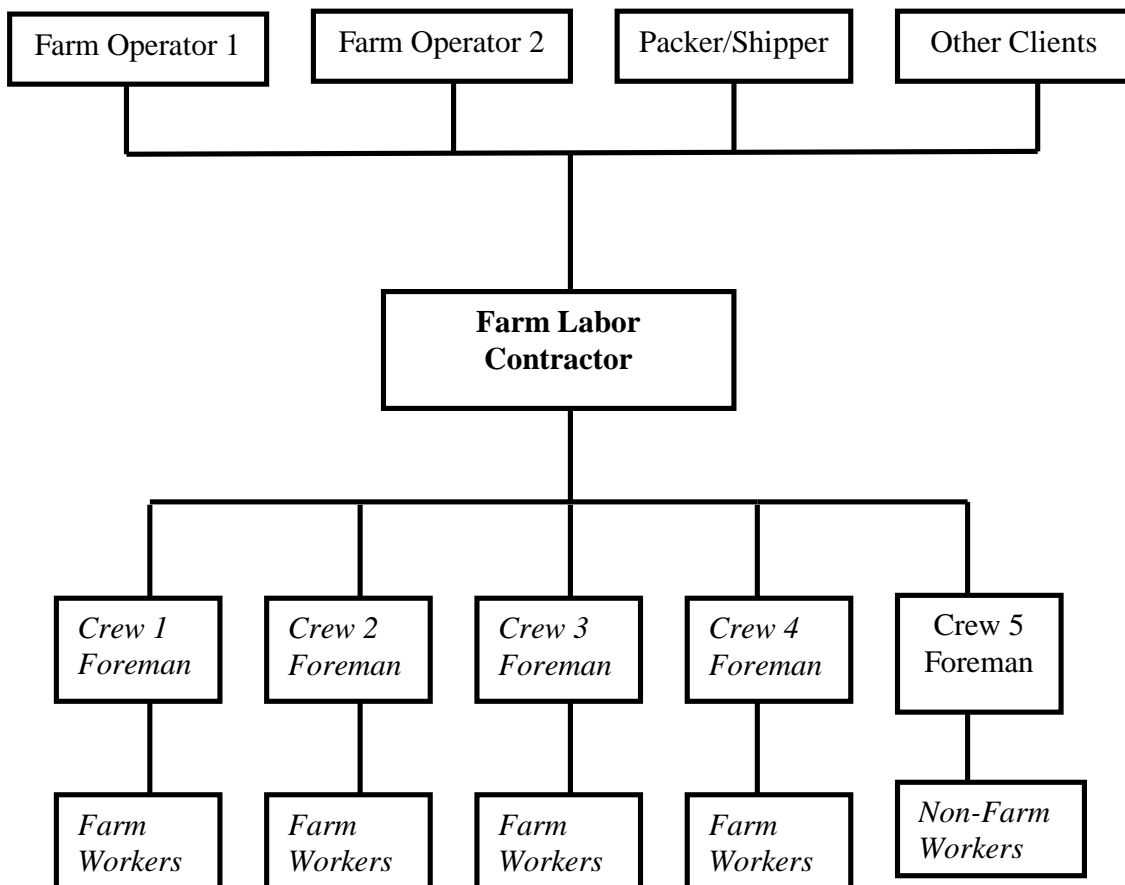 Farm Operator 1
Farm Operator 2
Packer/Shipper
Other Clients
Farm Labor
Contractor
Crew 1
Foreman
Crew 2
Foreman
Crew 3
Foreman
Crew 4
Foreman
Crew 5
Foreman
Farm
Workers
Farm
Workers
Farm
Workers
Farm
Workers
Non-Farm
Workers